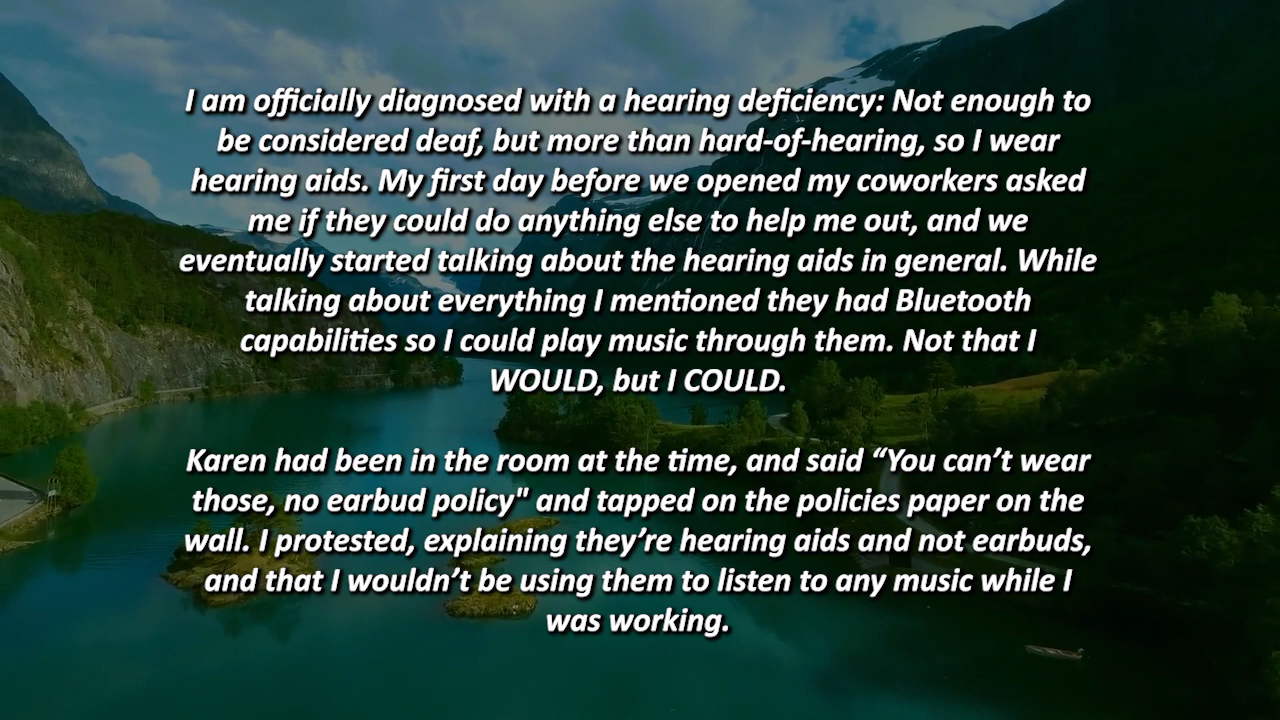 I am officially diagnosed with a hearing deficiency: Not enough to
be considered deaf, but more than hard-of-hearing, so I wear
hearing aids. My first day before we opened my coworkers asked
me if they could do anything else to help me out, and we
eventually started talking about the hearing aids in general. While
talking about everything I mentioned they had Bluetooth
capabilities so I could play music through them. Not that I
WOULD, but I COULD.
Karen had been in the room at the time, and said “You can’t wear
those, no earbud policy" and tapped on the policies paper on the
wall. I protested, explaining they’re hearing aids and not earbuds,
and that I wouldn’t be using them to listen to any music while I
was working.